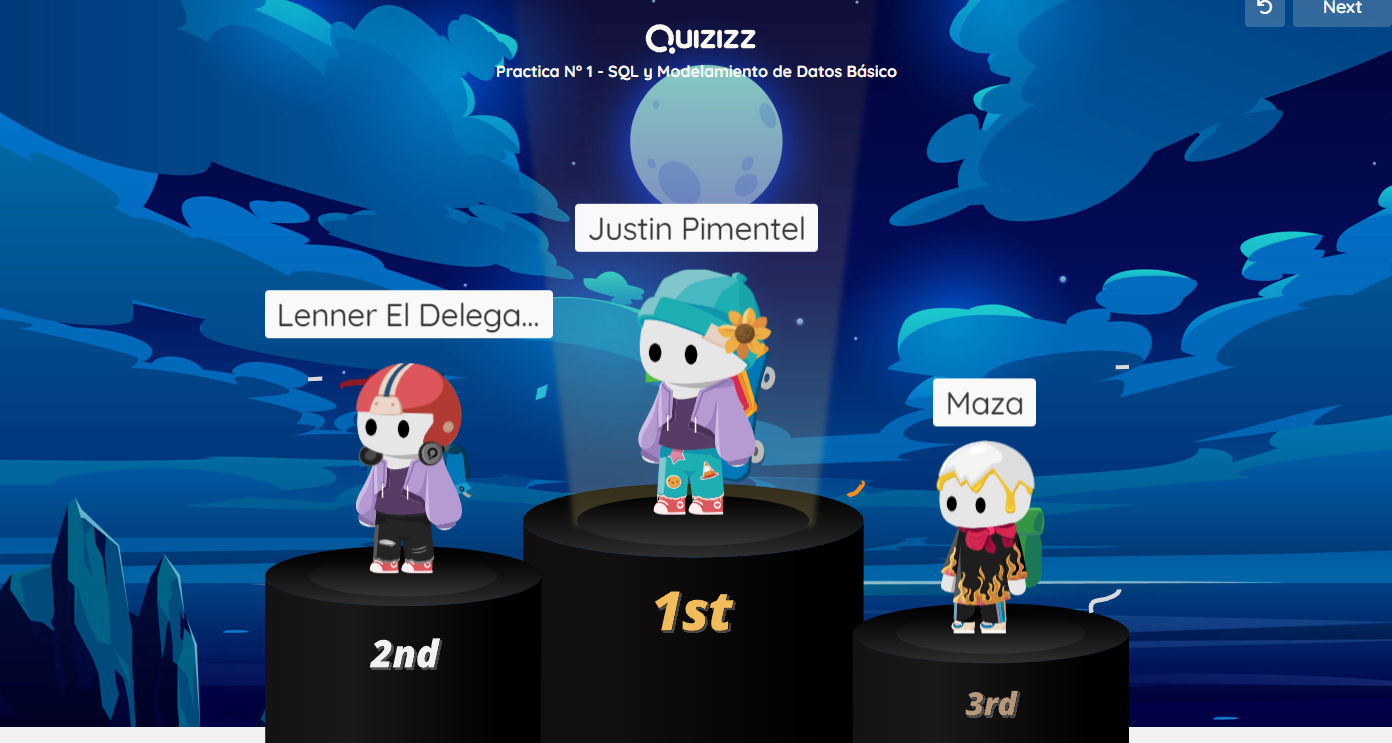 Next
Quizizz
Practica N° 1 - SQL y Modelamiento de Datos Básico
Justin Pimentel
Lenner El Delega...
Maza
1st
2nd
3rd